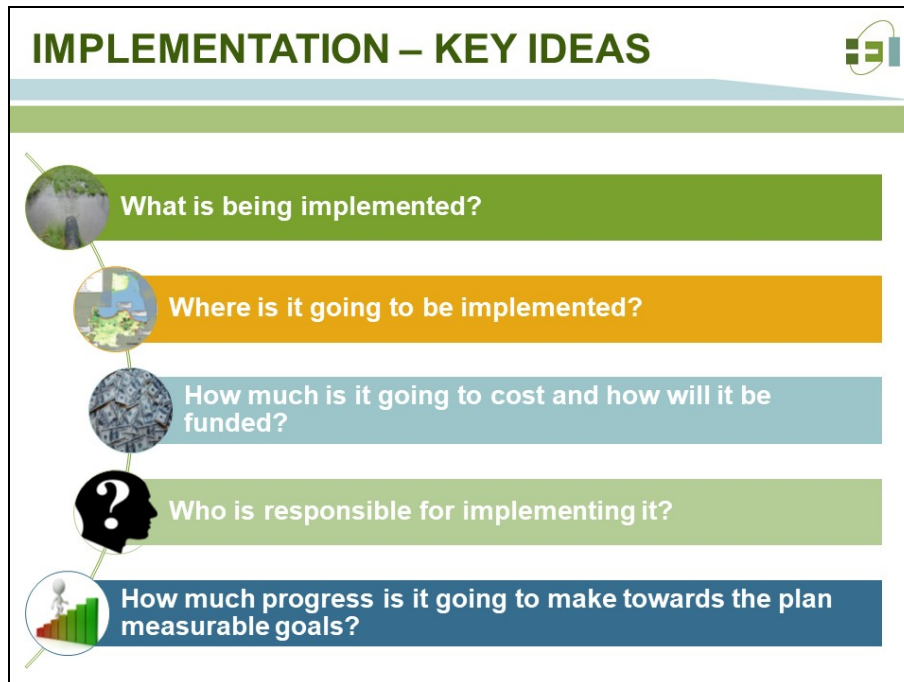 IMPLEMENTATION – KEY IDEAS
What is being implemented?
Where is it going to be implemented?
How much is it going to cost and how will it be
funded?
Who is responsible for implementing it?
How much progress is it going to make towards the plan
measurable goals?